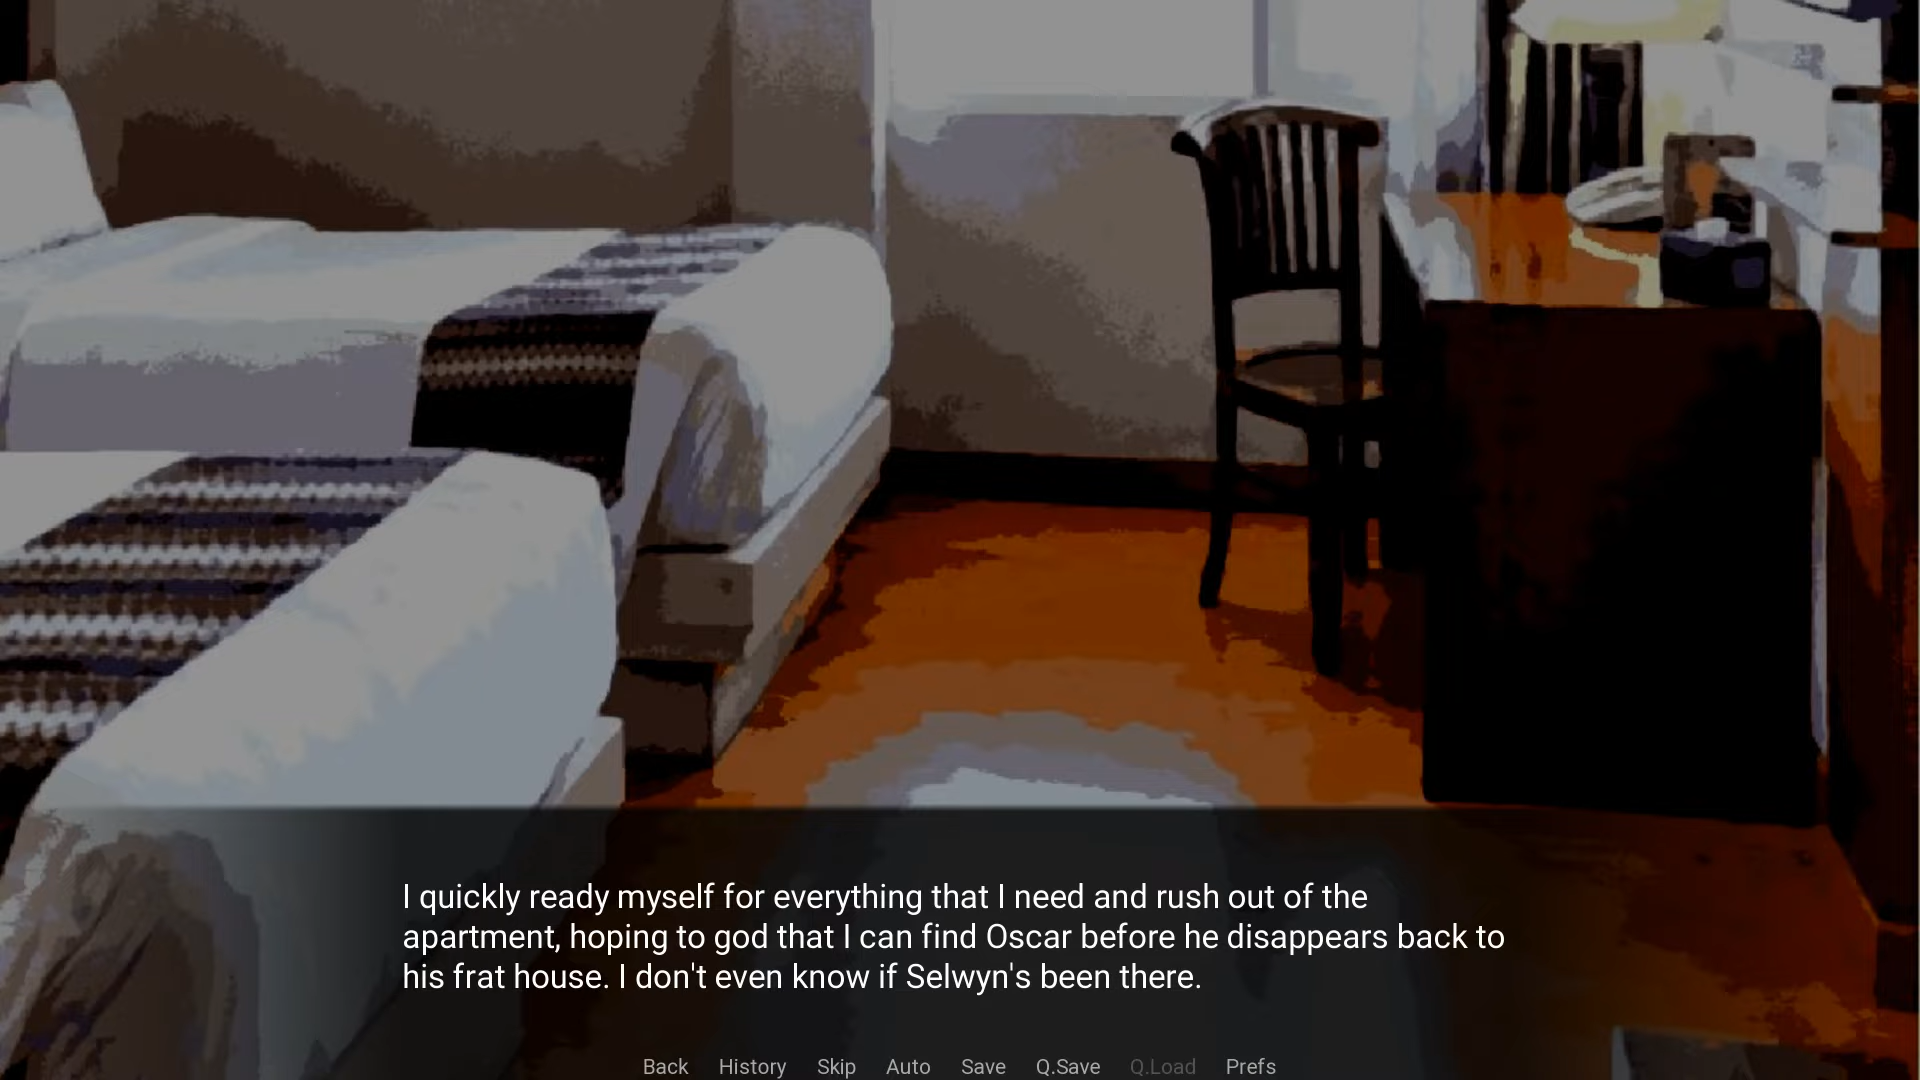 I quickly ready myself for everything that I need and rush out of the
apartment, hoping to god that I can find Oscar before he disappears back to
his frat house. I don't even know if Selwyn's been there.
Back History Skip Auto Save Q.Save Q.Load Prefs